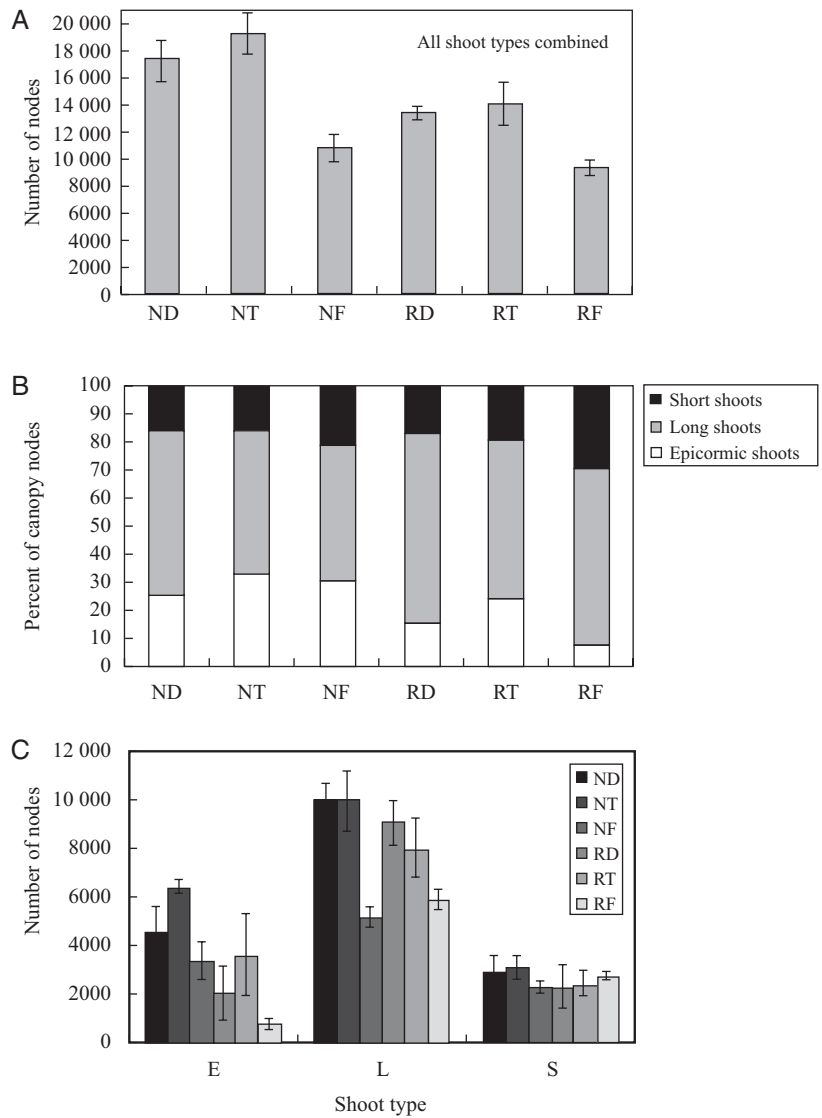 A
20 000
18 000
16 000
14 000
12 000
10 000
8000
6000
4000
2000
0
Number of nodes
All shoot types combined
ND NT NF RD RT RF
B
100
90
80
70
60
50
40
30
20
10
0
Percent of canopy nodes
Short shoots
Long shoots
Epicormic shoots
ND NT NF RD RT RF
C
12 000
10 000
8000
6000
4000
2000
0
Number of nodes
ND
NT
NF
RD
RT
RF
E L S
Shoot type